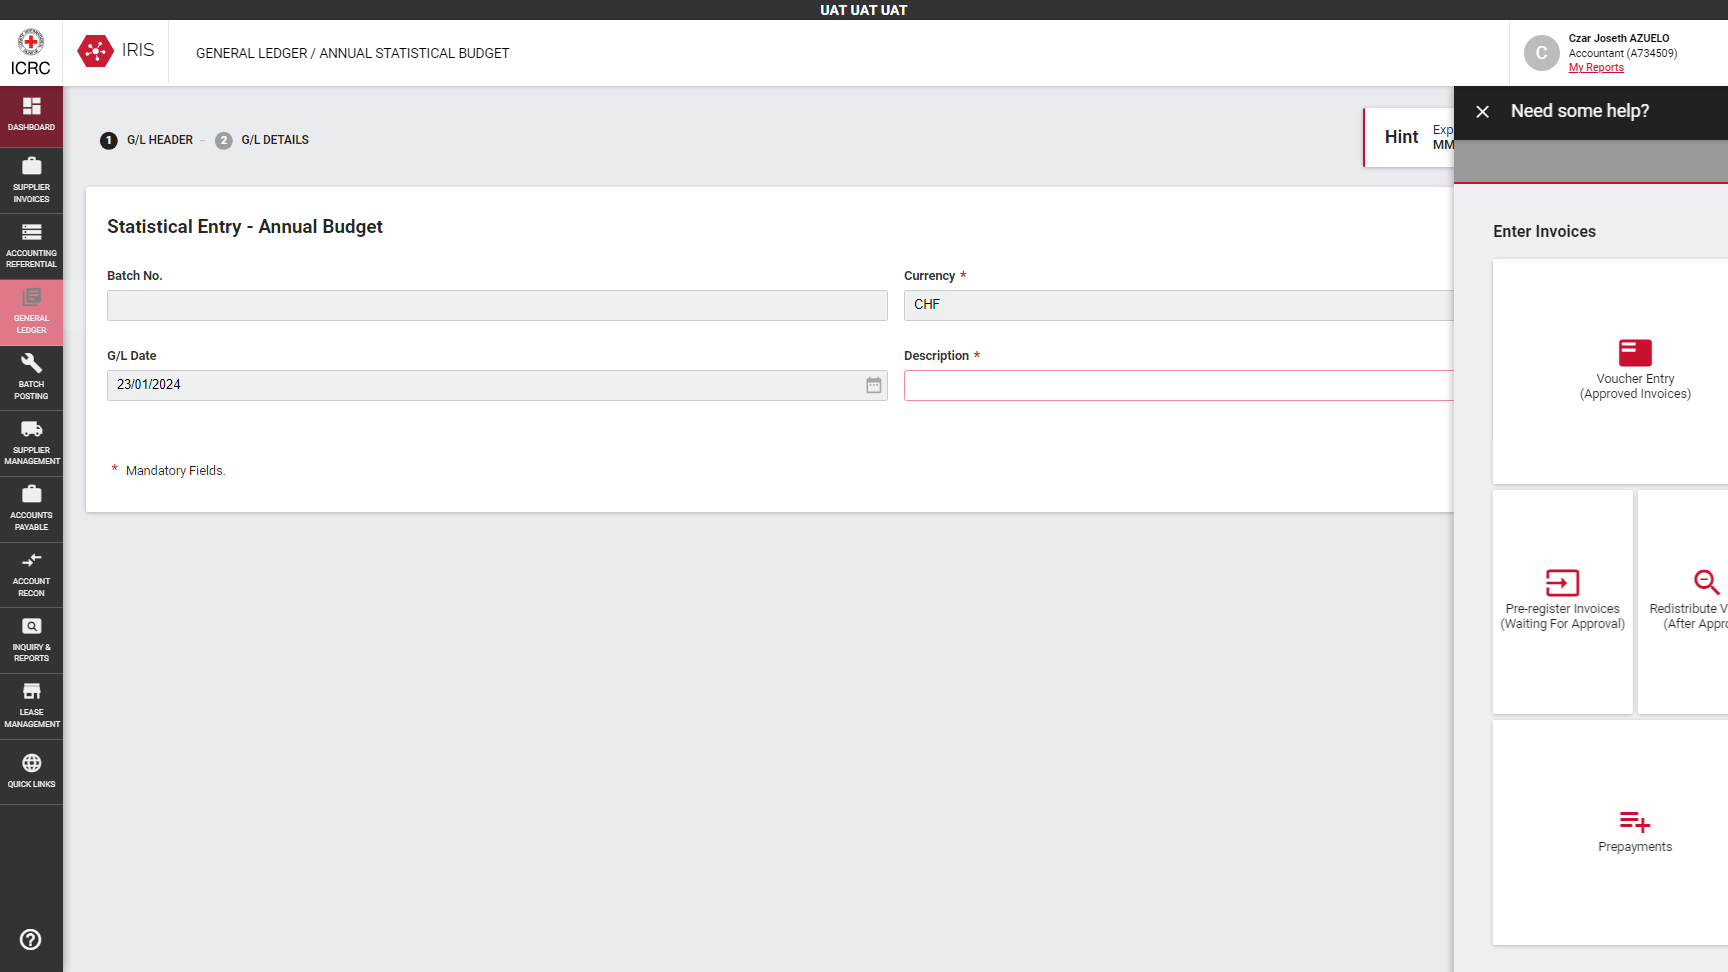 UAT UAT UAT
ICRC
IRIS
GENERAL LEDGER / ANNUAL STATISTICAL BUDGET
C
Czar Joseth AZUELO
Accountant (A734509)
My Reports
DASHBOARD
SUPPLIER
INVOICES
ACCOUNTING
REFERENTIAL
GENERAL
LEDGER
BATCH
POSTING
SUPPLIER
MANAGEMENT
ACCOUNTS
PAYABLE
ACCOUNT
RECON
INQUIRY &
REPORTS
LEASE
MANAGEMENT
QUICK LINKS
1 G/L HEADER – 2 G/L DETAILS
Hint
Exp
MM
Statistical Entry - Annual Budget
Batch No.
Currency *
CHF
G/L Date
23/01/2024
Description *
* Mandatory Fields.
Need some help?
Enter Invoices
Voucher Entry
(Approved Invoices)
Pre-register Invoices
(Waiting For Approval)
Redistribute V
(After Appro
Prepayments